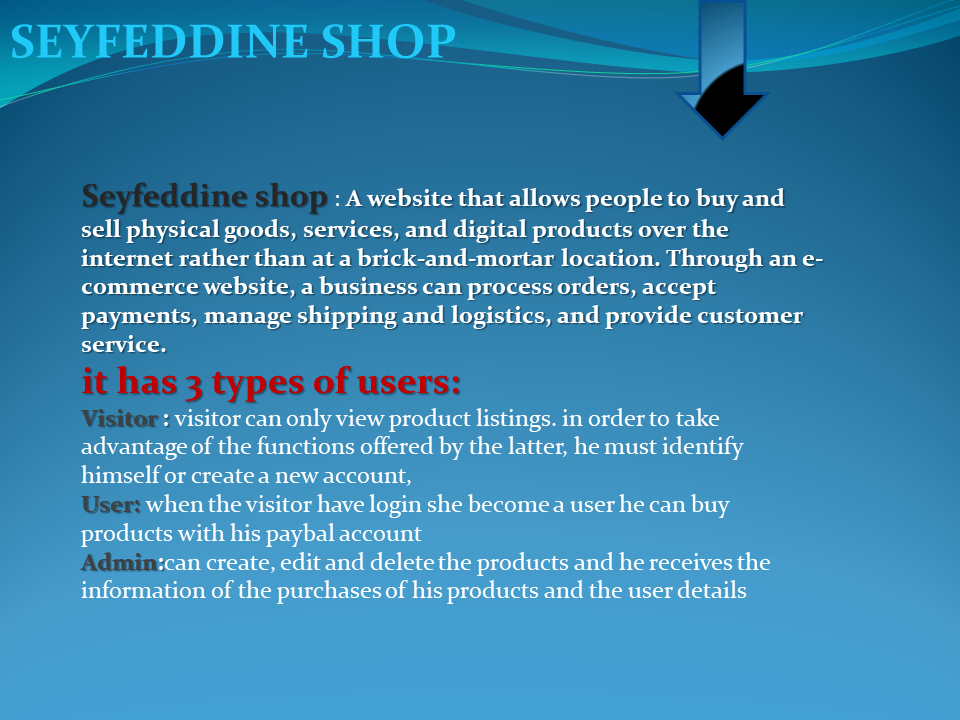 SEYFEDDINE SHOP
Seyfeddine shop : A website that allows people to buy and
sell physical goods, services, and digital products over the
internet rather than at a brick-and-mortar location. Through an e-
commerce website, a business can process orders, accept
payments, manage shipping and logistics, and provide customer
service.
it has 3 types of users:
Visitor : visitor can only view product listings. in order to take
advantage of the functions offered by the latter, he must identify
himself or create a new account,
User: when the visitor have login she become a user he can buy
products with his paybal account
Admin:can create, edit and delete the products and he receives the
information of the purchases of his products and the user details